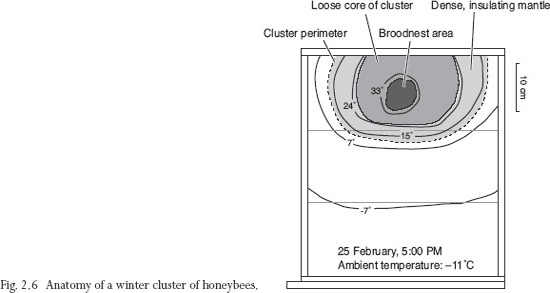 Loose core of cluster
Dense, insulating mantle
Cluster perimeter
Broodnest area
33°
24°
15°
7°
-7°
10 cm
25 February, 5:00 PM
Ambient temperature: –11°C
Fig. 2.6 Anatomy of a winter cluster of honeybees.